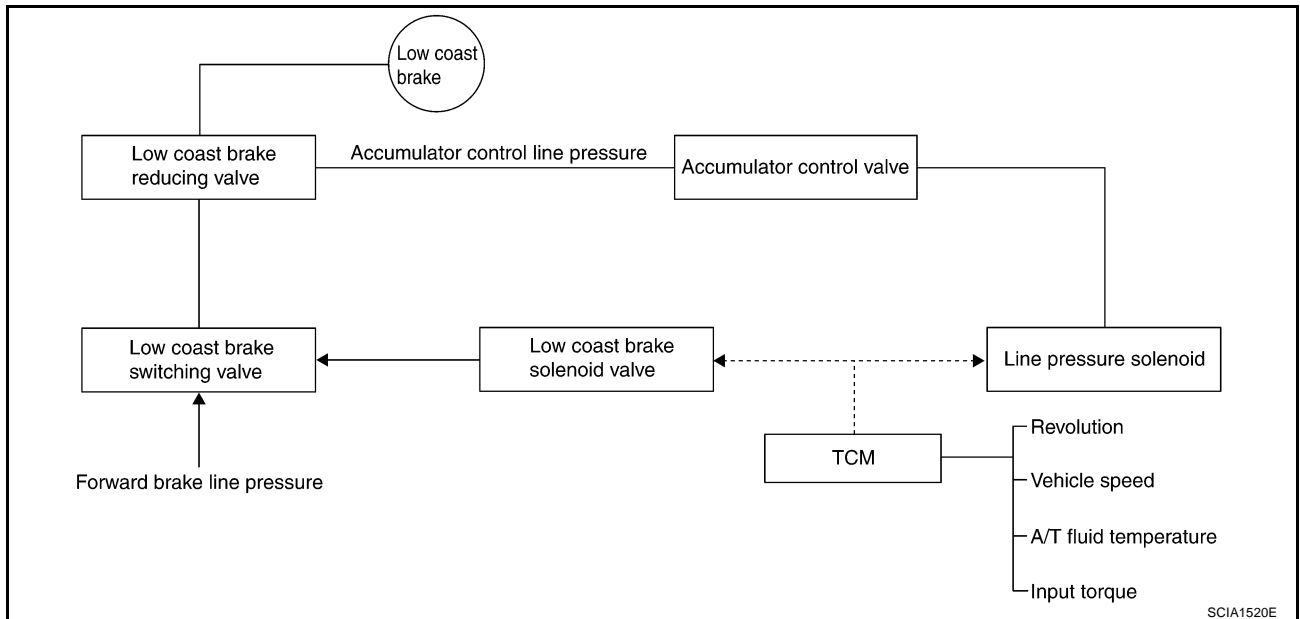 Low coast
brake
Low coast brake
reducing valve
Accumulator control line pressure
Accumulator control valve
Low coast brake
switching valve
Low coast brake
solenoid valve
Line pressure solenoid
Forward brake line pressure
TCM
Revolution
Vehicle speed
A/T fluid temperature
Input torque
SCIA1520E